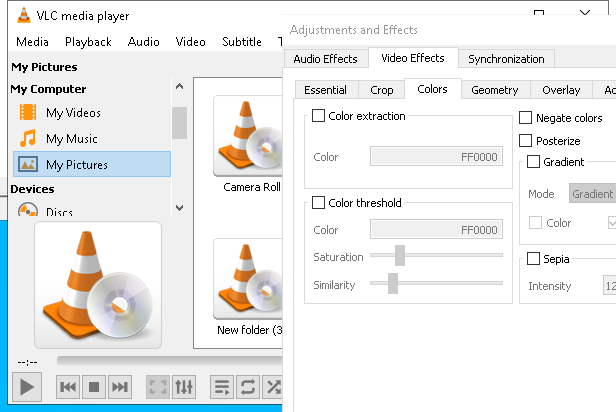 VLC media player
Media Playback Audio Video Subtitle
My Pictures
My Computer
My Videos
My Music
My Pictures
Devices
Discs
Camera Roll
New folder (3
--:--
Adjustments and Effects
Audio Effects Video Effects Synchronization
Essential Crop Colors Geometry Overlay
Color extraction
Color FF0000
Color threshold
Color FF0000
Saturation
Similarity
Negate colors
Posterize
Gradient
Mode Gradient
Color
Sepia
Intensity 12